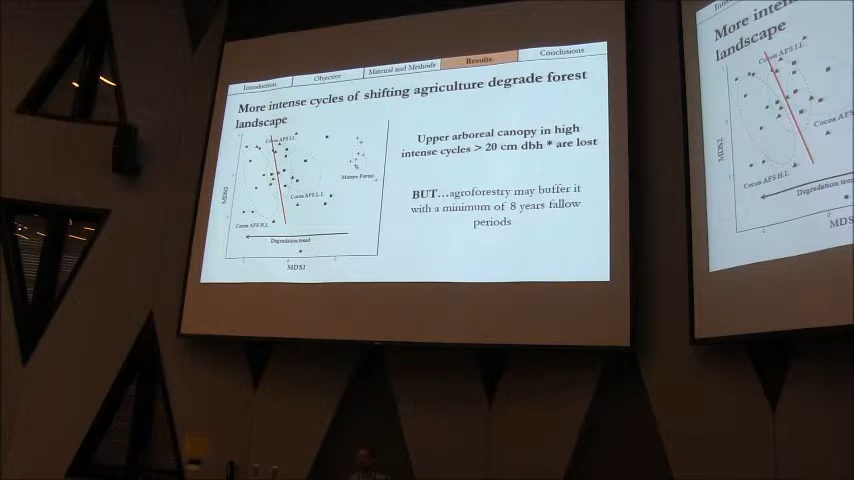 Introduction
Objective
Material and Methods
Results
Conclusions
More intense cycles of shifting agriculture degrade forest
landscape
Upper arboreal canopy in high
intense cycles > 20 cm dbh * are lost
BUT…agroforestry may buffer it
with a minimum of 8 years fallow
periods
Cocoa AFS I.L
Mature Forest
Cocoa AFS L.L
Cocoa AFS H.L
Degradation trend
MDS2
MDS1
More inten
landscape
Cocoa AFS I.L
Cocoa AFS
Cocoa AFS H.L
Degradation tren
MDS2
MDS